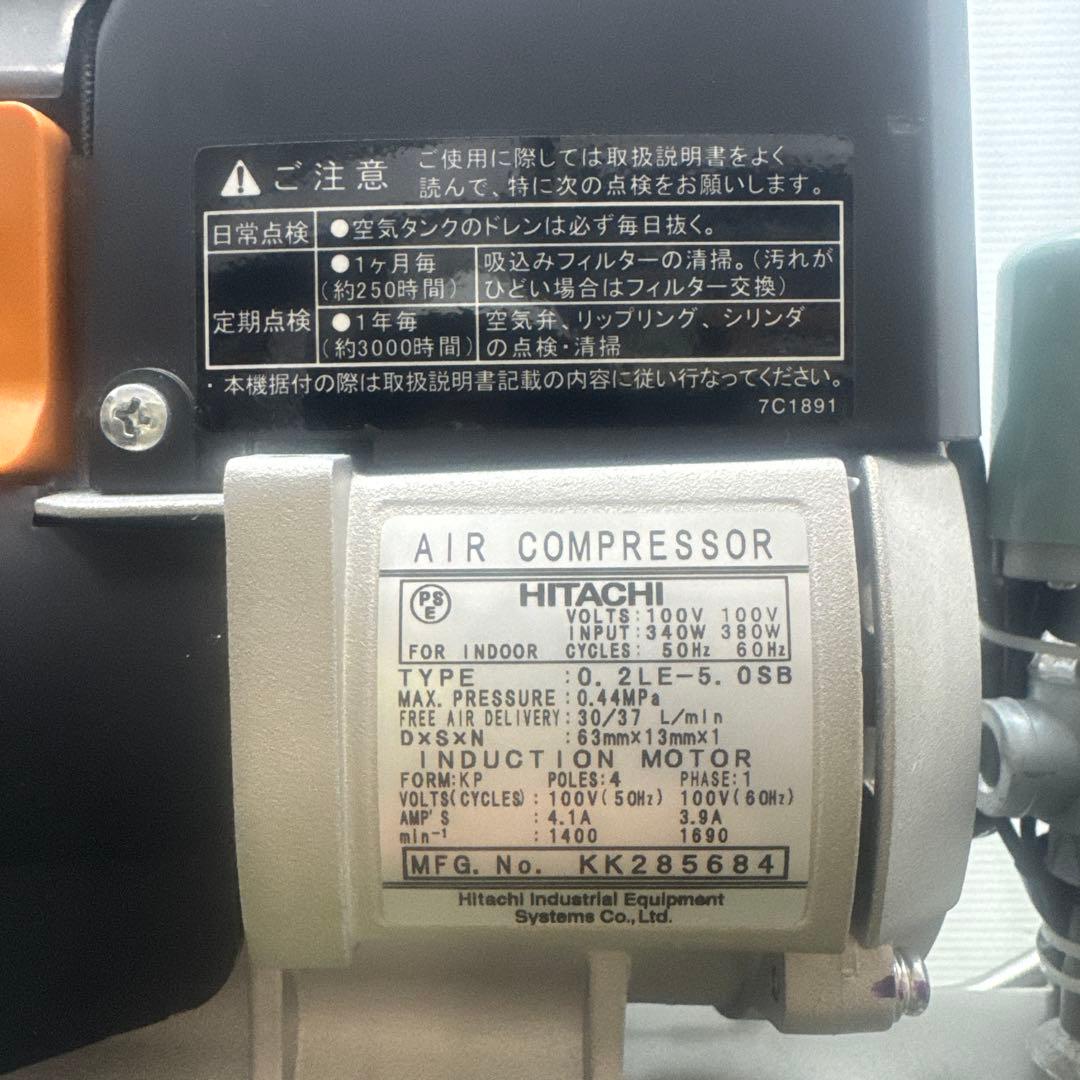 ご注意 ご使用に際しては取扱説明書をよく
読んで、特に次の点検をお願いします。
日常点検 ●空気タンクのドレンは必ず毎日抜く。
定期点検
●1ヶ月毎 吸込みフィルターの清掃。(汚れが
(約250時間) ひどい場合はフィルター交換)
●1年毎 空気弁、リップリング、シリンダ
(約3000時間) の点検・清掃
・本機据付の際は取扱説明書記載の内容に従い行なってください。
7C1891
AIR COMPRESSOR
PS
E
HITACHI
VOLTS: 100V 100V
INPUT: 340W 380W
FOR INDOOR CYCLES: 50Hz 60Hz
TYPE : 0.2LE-5.0SB
MAX. PRESSURE : 0.44MPa
FREE AIR DELIVERY: 30/37 L/min
D×S×N : 63mm×13mm×1
INDUCTION MOTOR
FORM:KP POLES:4 PHASE:1
VOLTS(CYCLES) : 100V(50Hz) 100V(60Hz)
AMP'S : 4.1A 3.9A
min⁻¹ : 1400 1690
MFG. No. KK285684
Hitachi Industrial Equipment
Systems Co., Ltd.